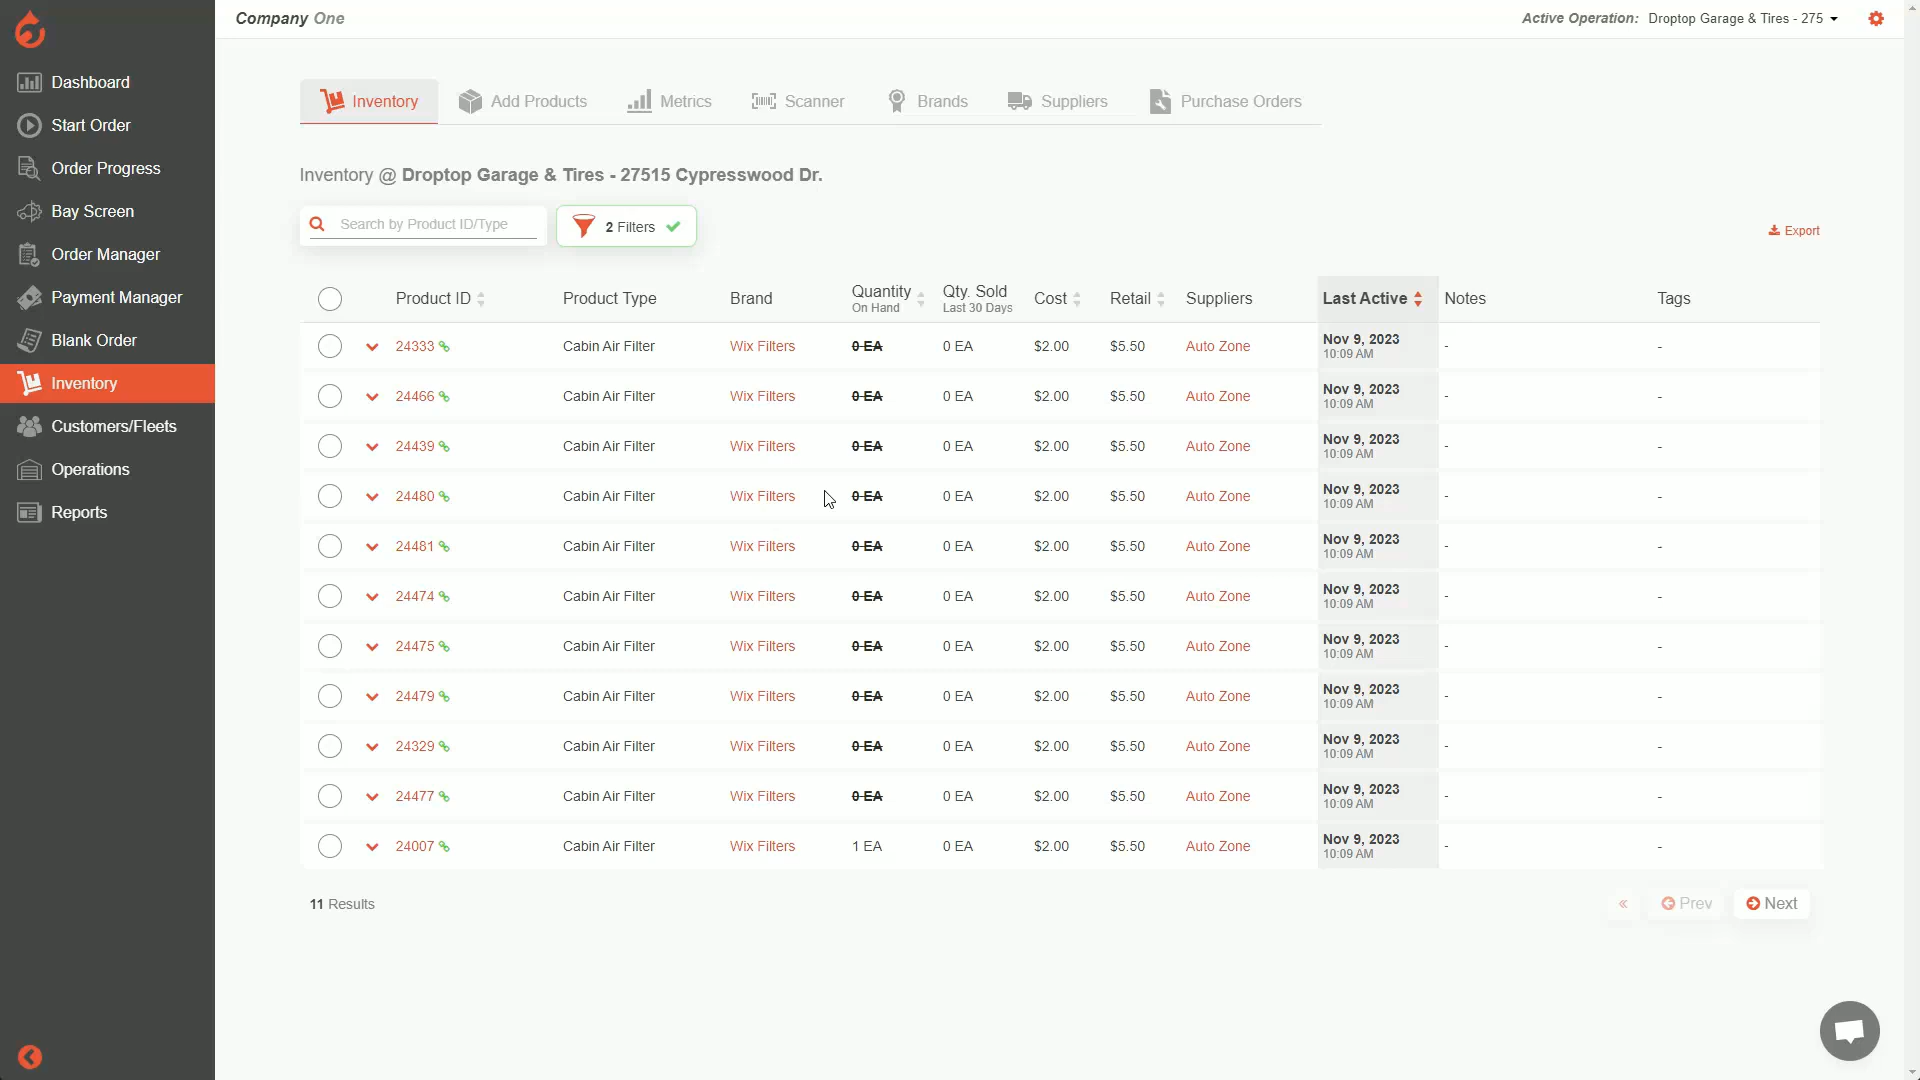 Company One
Active Operation: Droptop Garage & Tires - 275
Dashboard
Start Order
Order Progress
Bay Screen
Order Manager
Payment Manager
Blank Order
Inventory
Customers/Fleets
Operations
Reports
Inventory
Add Products
Metrics
Scanner
Brands
Suppliers
Purchase Orders
Inventory @ Droptop Garage & Tires - 27515 Cypresswood Dr.
Search by Product ID/Type
2 Filters
Export
Product ID Product Type Brand Quantity On Hand Qty. Sold Last 30 Days Cost Retail Suppliers Last Active Notes Tags
24333 Cabin Air Filter Wix Filters 0 EA 0 EA $2.00 $5.50 Auto Zone Nov 9, 2023 10:09 AM - -
24466 Cabin Air Filter Wix Filters 0 EA 0 EA $2.00 $5.50 Auto Zone Nov 9, 2023 10:09 AM - -
24439 Cabin Air Filter Wix Filters 0 EA 0 EA $2.00 $5.50 Auto Zone Nov 9, 2023 10:09 AM - -
24480 Cabin Air Filter Wix Filters 0 EA 0 EA $2.00 $5.50 Auto Zone Nov 9, 2023 10:09 AM - -
24481 Cabin Air Filter Wix Filters 0 EA 0 EA $2.00 $5.50 Auto Zone Nov 9, 2023 10:09 AM - -
24474 Cabin Air Filter Wix Filters 0 EA 0 EA $2.00 $5.50 Auto Zone Nov 9, 2023 10:09 AM - -
24475 Cabin Air Filter Wix Filters 0 EA 0 EA $2.00 $5.50 Auto Zone Nov 9, 2023 10:09 AM - -
24479 Cabin Air Filter Wix Filters 0 EA 0 EA $2.00 $5.50 Auto Zone Nov 9, 2023 10:09 AM - -
24329 Cabin Air Filter Wix Filters 0 EA 0 EA $2.00 $5.50 Auto Zone Nov 9, 2023 10:09 AM - -
24477 Cabin Air Filter Wix Filters 0 EA 0 EA $2.00 $5.50 Auto Zone Nov 9, 2023 10:09 AM - -
24007 Cabin Air Filter Wix Filters 1 EA 0 EA $2.00 $5.50 Auto Zone Nov 9, 2023 10:09 AM - -
11 Results
« Prev Next